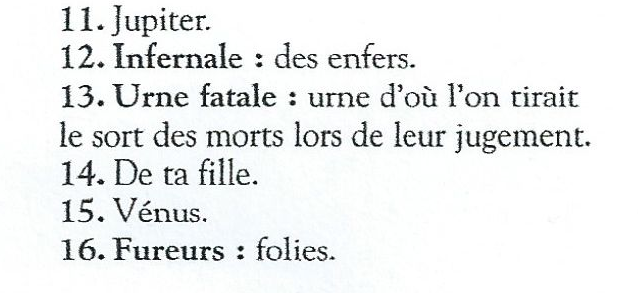 11. Jupiter.
12. Infernale : des enfers.
13. Urne fatale : urne d'où l'on tirait
le sort des morts lors de leur jugement.
14. De ta fille.
15. Vénus.
16. Fureurs : folies.